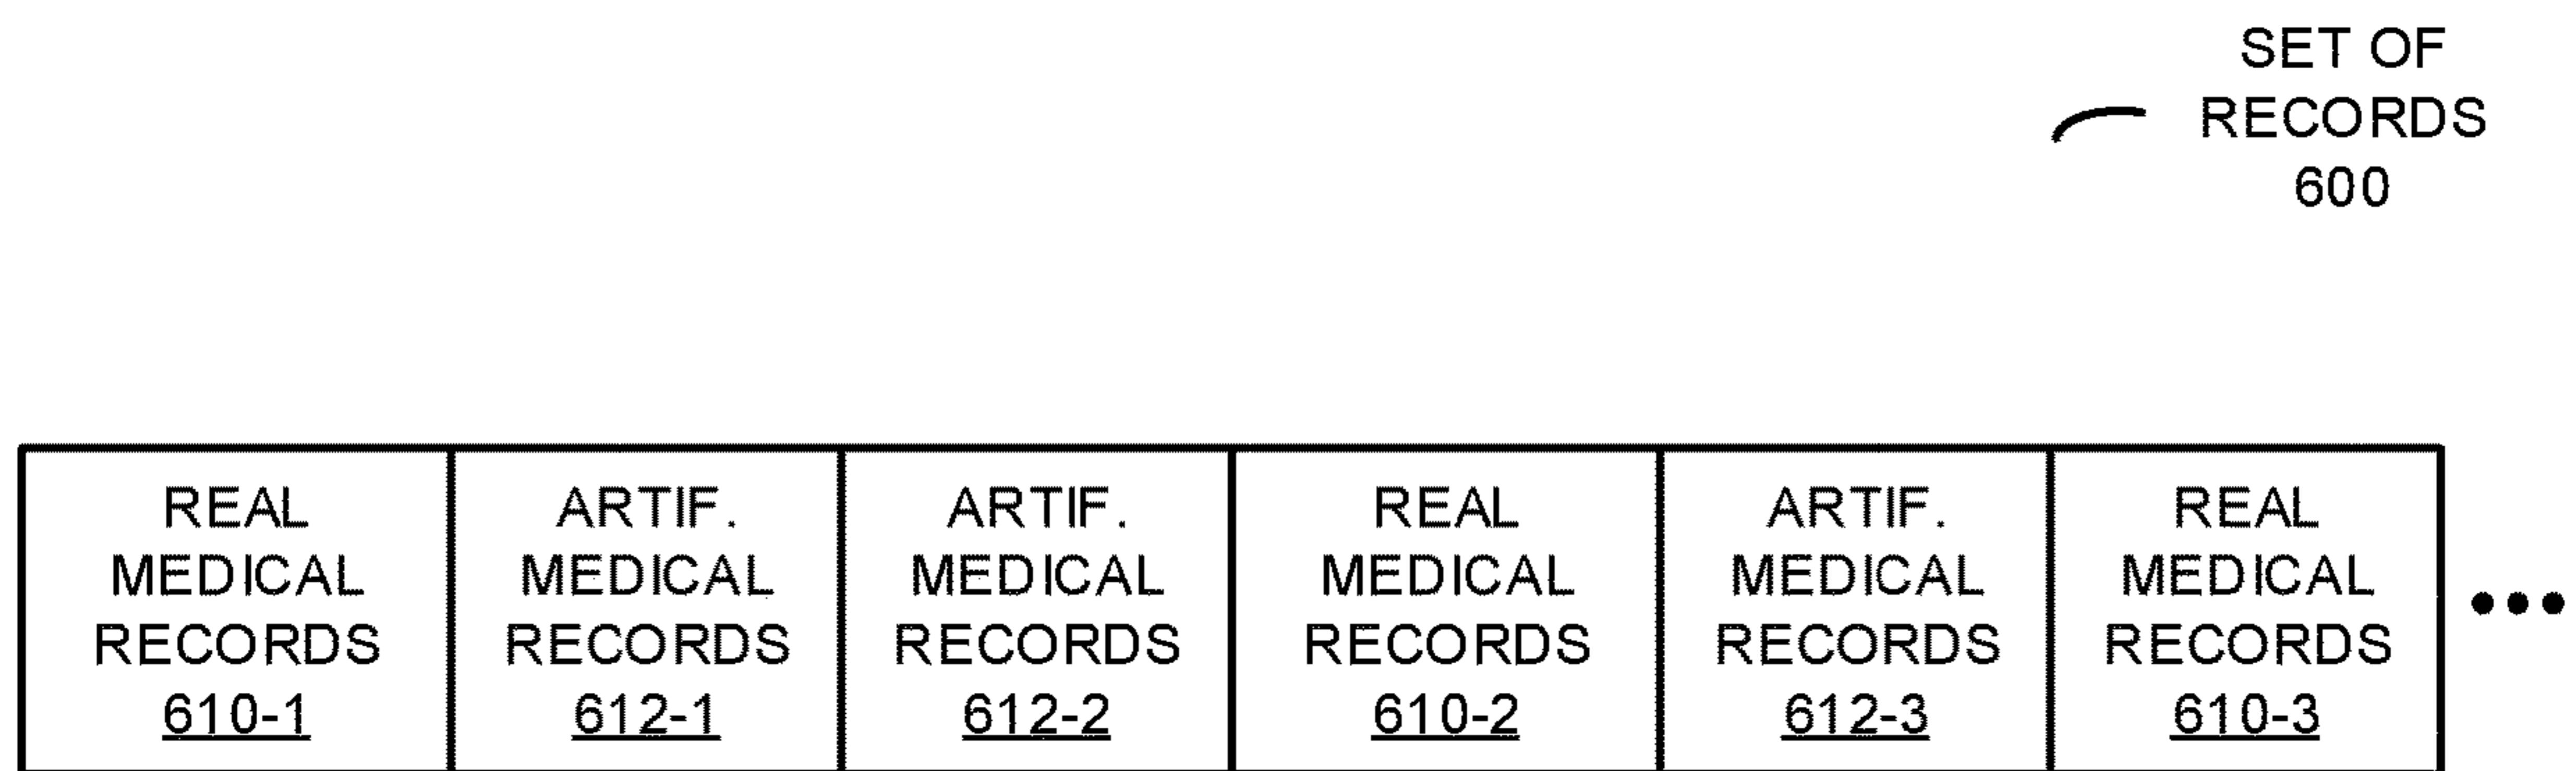 SET OF
RECORDS
600
REAL
MEDICAL
RECORDS
610-1
ARTIF.
MEDICAL
RECORDS
612-1
ARTIF.
MEDICAL
RECORDS
612-2
REAL
MEDICAL
RECORDS
610-2
ARTIF.
MEDICAL
RECORDS
612-3
REAL
MEDICAL
RECORDS
610-3
•••